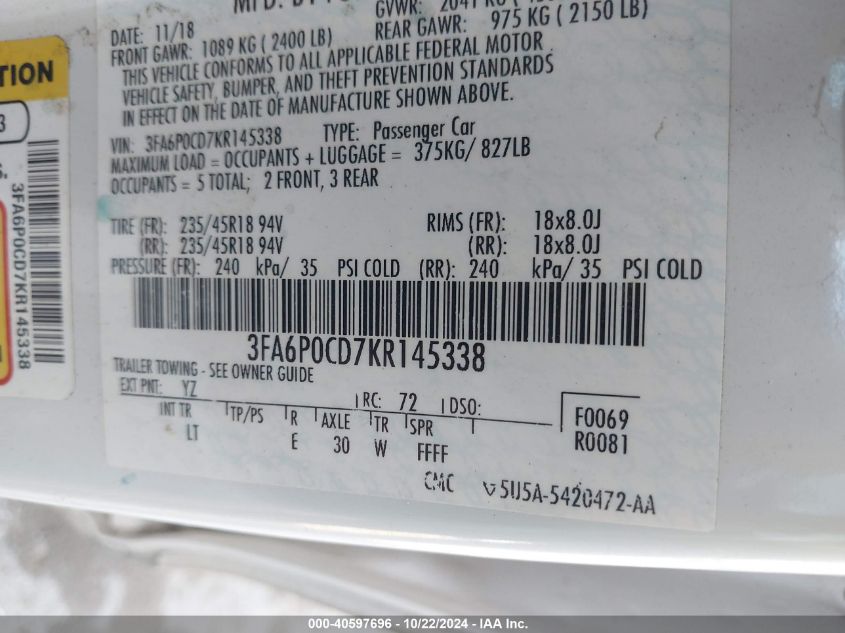 MFD. BY
GVWR: 2041 KG
DATE: 11/18
REAR GAWR: 975 KG ( 2150 LB)
FRONT GAWR: 1089 KG ( 2400 LB)
THIS VEHICLE CONFORMS TO ALL APPLICABLE FEDERAL MOTOR
VEHICLE SAFETY, BUMPER, AND THEFT PREVENTION STANDARDS
IN EFFECT ON THE DATE OF MANUFACTURE SHOWN ABOVE.
VIN: 3FA6P0CD7KR145338 TYPE: Passenger Car
MAXIMUM LOAD = OCCUPANTS + LUGGAGE = 375KG/ 827LB
OCCUPANTS = 5 TOTAL; 2 FRONT, 3 REAR
TIRE (FR): 235/45R18 94V RIMS (FR): 18x8.0J
(RR): 235/45R18 94V (RR): 18x8.0J
PRESSURE (FR): 240 kPa/ 35 PSI COLD (RR): 240 kPa/ 35 PSI COLD
3FA6P0CD7KR145338
TRAILER TOWING - SEE OWNER GUIDE
EXT PNT: YZ RC: 72 DSO:
INT TR TP/PS R AXLE TR SPR F0069
LT E 30 W FFFF R0081
CMC 5U5A-5420472-AA
3
3FA6P0CD7KR145338
000-40597696 - 10/22/2024 - IAA Inc.